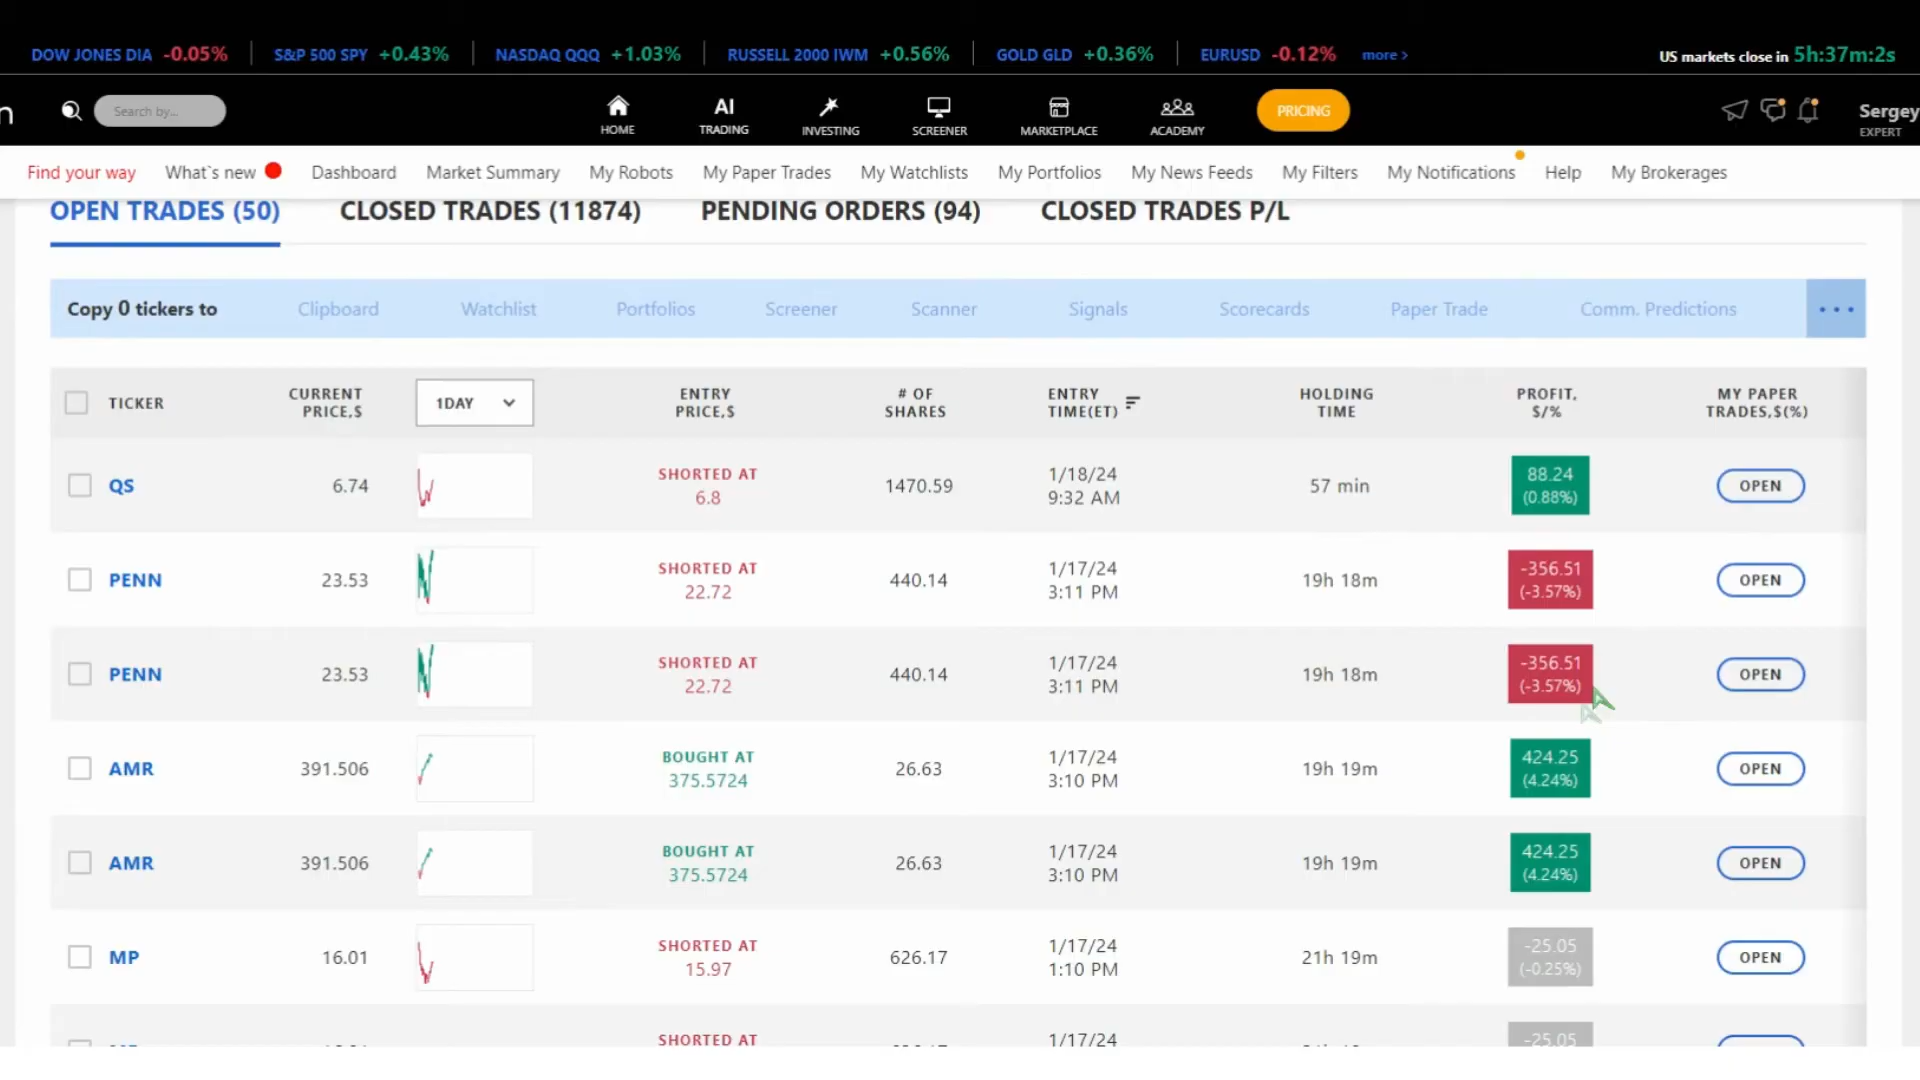 DOW JONES DIA -0.05% S&P 500 SPY +0.43% NASDAQ QQQ +1.03% RUSSELL 2000 IWM +0.56% GOLD GLD +0.36% EURUSD -0.12% more > US markets close in 5h:37m:2s
n Search by... HOME AI TRADING INVESTING SCREENER MARKETPLACE ACADEMY PRICING Sergey
EXPERT
Find your way What`s new Dashboard Market Summary My Robots My Paper Trades My Watchlists My Portfolios My News Feeds My Filters My Notifications Help My Brokerages
OPEN TRADES (50) CLOSED TRADES (11874) PENDING ORDERS (94) CLOSED TRADES P/L
Copy 0 tickers to Clipboard Watchlist Portfolios Screener Scanner Signals Scorecards Paper Trade Comm. Predictions
TICKER CURRENT PRICE,$ 1DAY ENTRY PRICE,$ # OF SHARES ENTRY TIME(ET) HOLDING TIME PROFIT, $/% MY PAPER TRADES,$(%)
QS 6.74 SHORTED AT 6.8 1470.59 1/18/24 9:32 AM 57 min 88.24 (0.88%) OPEN
PENN 23.53 SHORTED AT 22.72 440.14 1/17/24 3:11 PM 19h 18m -356.51 (-3.57%) OPEN
PENN 23.53 SHORTED AT 22.72 440.14 1/17/24 3:11 PM 19h 18m -356.51 (-3.57%) OPEN
AMR 391.506 BOUGHT AT 375.5724 26.63 1/17/24 3:10 PM 19h 19m 424.25 (4.24%) OPEN
AMR 391.506 BOUGHT AT 375.5724 26.63 1/17/24 3:10 PM 19h 19m 424.25 (4.24%) OPEN
MP 16.01 SHORTED AT 15.97 626.17 1/17/24 1:10 PM 21h 19m -25.05 (-0.25%) OPEN
SHORTED AT 1/17/24 -25.05